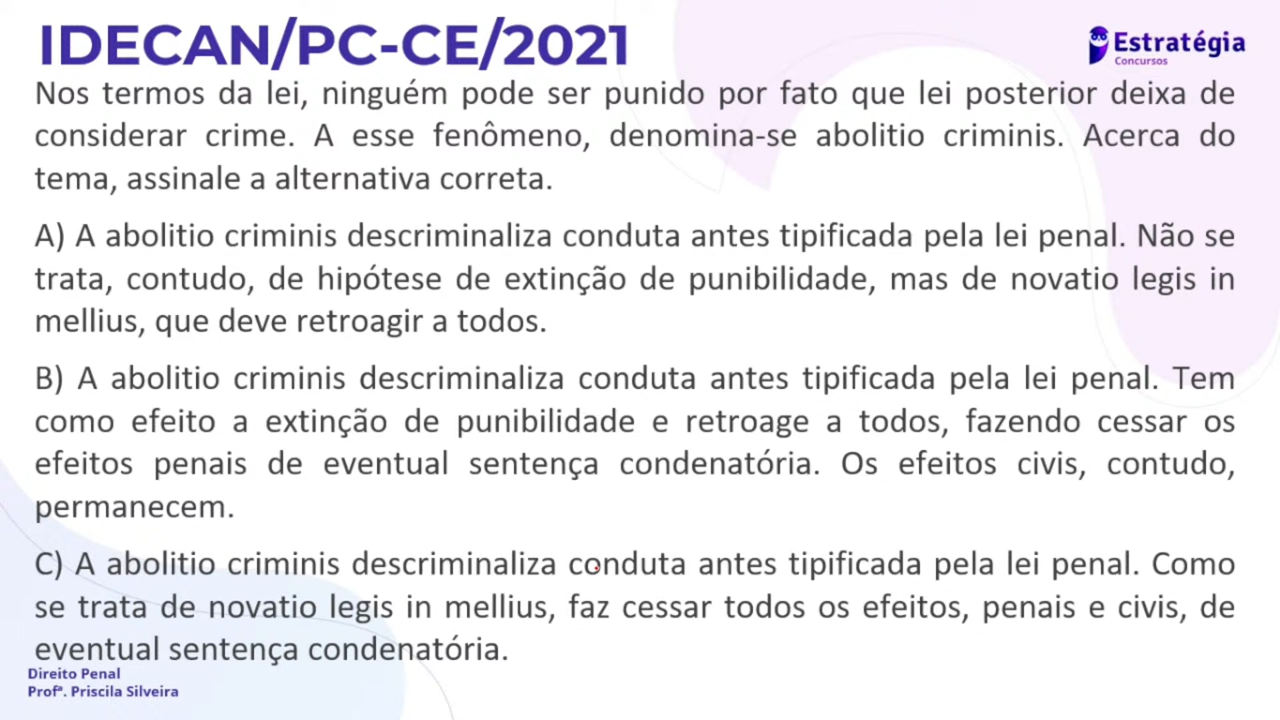 IDECAN/PC-CE/2021
Estratégia
Concursos
Nos termos da lei, ninguém pode ser punido por fato que lei posterior deixa de
considerar crime. A esse fenômeno, denomina-se abolitio criminis. Acerca do
tema, assinale a alternativa correta.
A) A abolitio criminis descriminaliza conduta antes tipificada pela lei penal. Não se
trata, contudo, de hipótese de extinção de punibilidade, mas de novatio legis in
mellius, que deve retroagir a todos.
B) A abolitio criminis descriminaliza conduta antes tipificada pela lei penal. Tem
como efeito a extinção de punibilidade e retroage a todos, fazendo cessar os
efeitos penais de eventual sentença condenatória. Os efeitos civis, contudo,
permanecem.
C) A abolitio criminis descriminaliza conduta antes tipificada pela lei penal. Como
se trata de novatio legis in mellius, faz cessar todos os efeitos, penais e civis, de
eventual sentença condenatória.
Direito Penal
Profª. Priscila Silveira